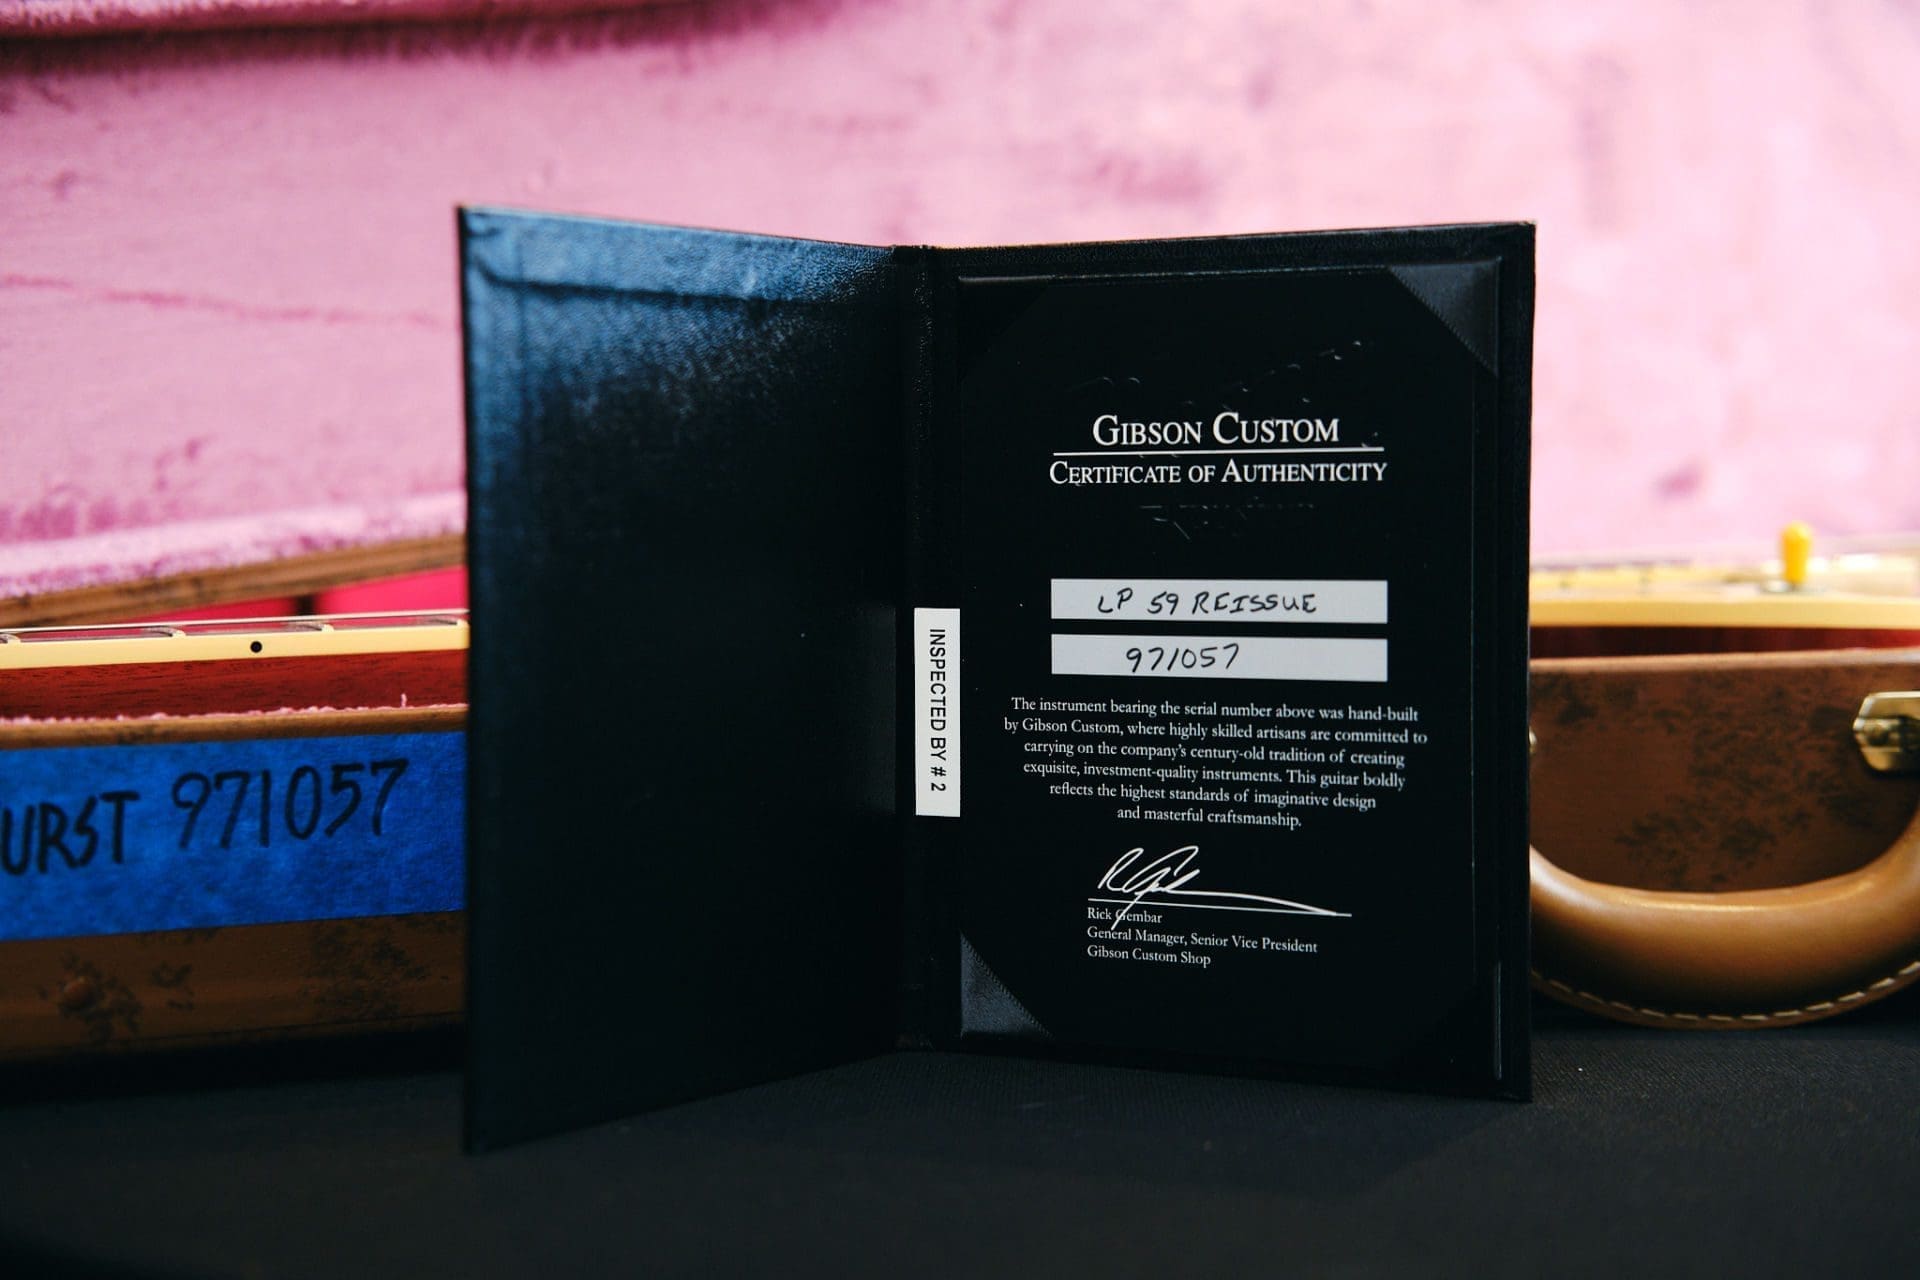 URST 971057
INSPECTED BY # 2
GIBSON CUSTOM
CERTIFICATE OF AUTHENTICITY
LP 59 REISSUE
971057
The instrument bearing the serial number above was hand-built
by Gibson Custom, where highly skilled artisans are committed to
carrying on the company's century-old tradition of creating
exquisite, investment-quality instruments. This guitar boldly
reflects the highest standards of imaginative design
and masterful craftsmanship.
Rick Gembar
General Manager, Senior Vice President
Gibson Custom Shop